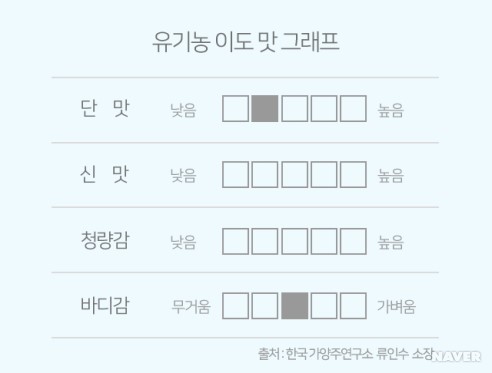 유기농 이도 맛 그래프
단 맛 낮음 높음
신 맛 낮음 높음
청량감 낮음 높음
바디감 무거움 가벼움
출처 : 한국가양주연구소 류인수 소장
NAVER